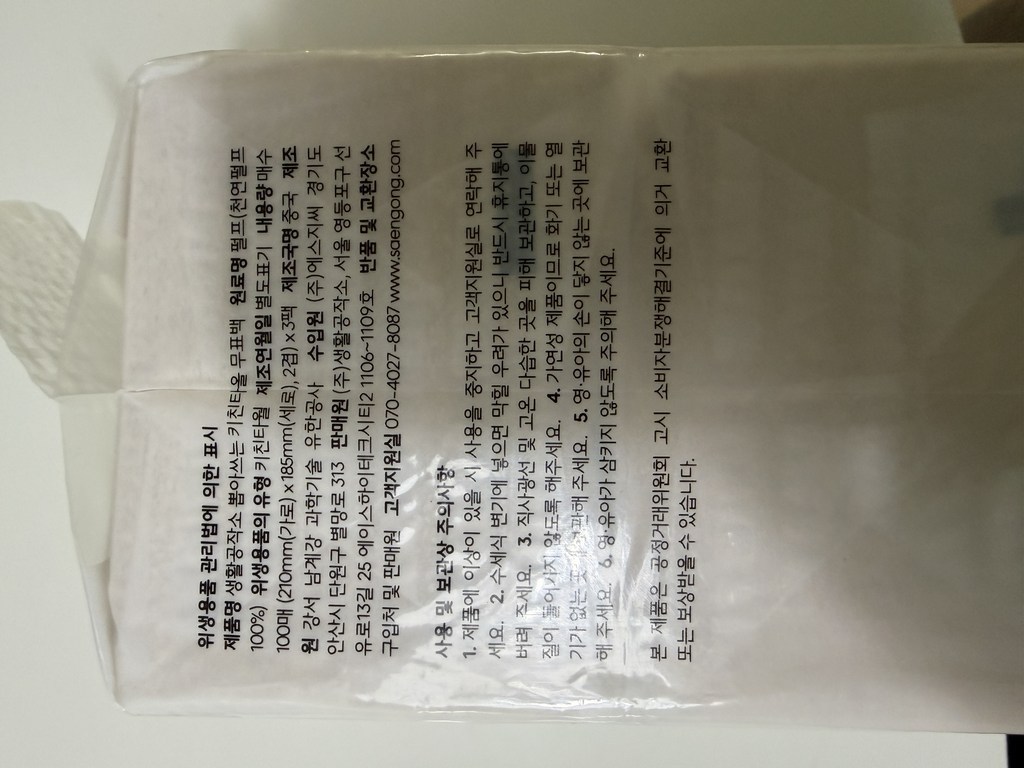 위생용품 관리법에 의한 표시
제품명 생활공작소 뽑아쓰는 키친타올 무표백 원료명 펄프(천연펄프
100%) 위생용품의 유형 키친타월 제조연월일 별도표기 내용량 매수
100매 (210mm(가로) x 185mm(세로), 2겹) x 3팩 제조국명 중국 제조
원 강서 남계강 과학기술 유한공사 수입원 (주)에스지씨 경기도
안산시 단원구 별망로 313 판매원 (주)생활공작소, 서울 영등포구 선
유로13길 25 에이스하이테크시티2 1106~1109호 반품 및 교환장소
구입처 및 판매원 고객지원실 070-4027-8087 www.saengong.com
사용 및 보관상 주의사항
1. 제품에 이상이 있을 시 사용을 중지하고 고객지원실로 연락해 주
세요. 2. 수세식 변기에 넣으면 막힐 우려가 있으니 반드시 휴지통에
버려 주세요. 3. 직사광선 및 고온 다습한 곳을 피해 보관하고, 이물
질이 들어가지 않도록 해주세요. 4. 가연성 제품이므로 화기 또는 열
기가 없는 곳에 보관해 주세요. 5. 영·유아의 손이 닿지 않는 곳에 보관
해 주세요. 6. 영·유아가 삼키지 않도록 주의해 주세요.
본 제품은 공정거래위원회 고시 소비자분쟁해결기준에 의거 교환
또는 보상받을 수 있습니다.